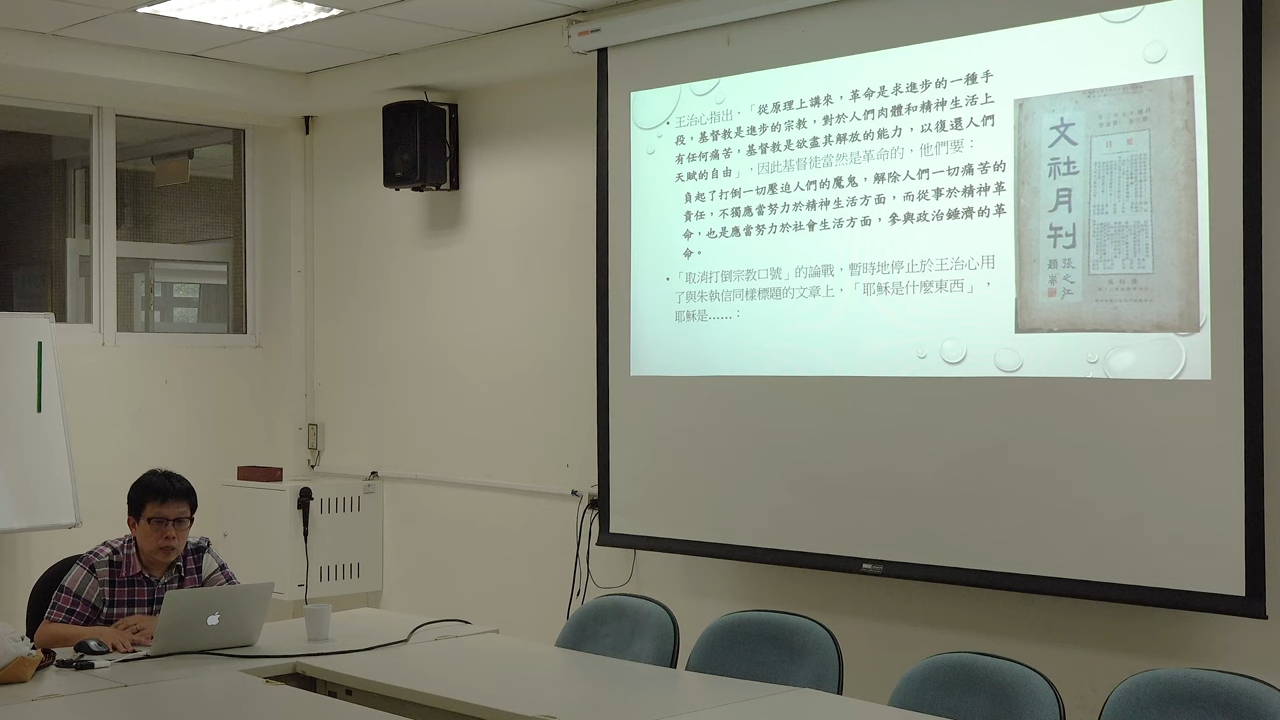 王治心指出，「從原理上講來，革命是求進步的一種手
段，基督教是進步的宗教，對於人們肉體和精神生活上
有任何痛苦，基督教是欲盡其解放的能力，以復還人們
天賦的自由」，因此基督徒當然是革命的，他們要：
負起了打倒一切壓迫人們的魔鬼，解除人們一切痛苦的
責任，不獨應當努力於精神生活方面，而從事於精神革
命，也是應當努力於社會生活方面，參與政治錘濟的革
命。
「取消打倒宗教口號」的論戰，暫時地停止於王治心用
了與朱執信同樣標題的文章上，「耶穌是什麼東西」，
耶穌是……：
文社月刊
張之江
題耑